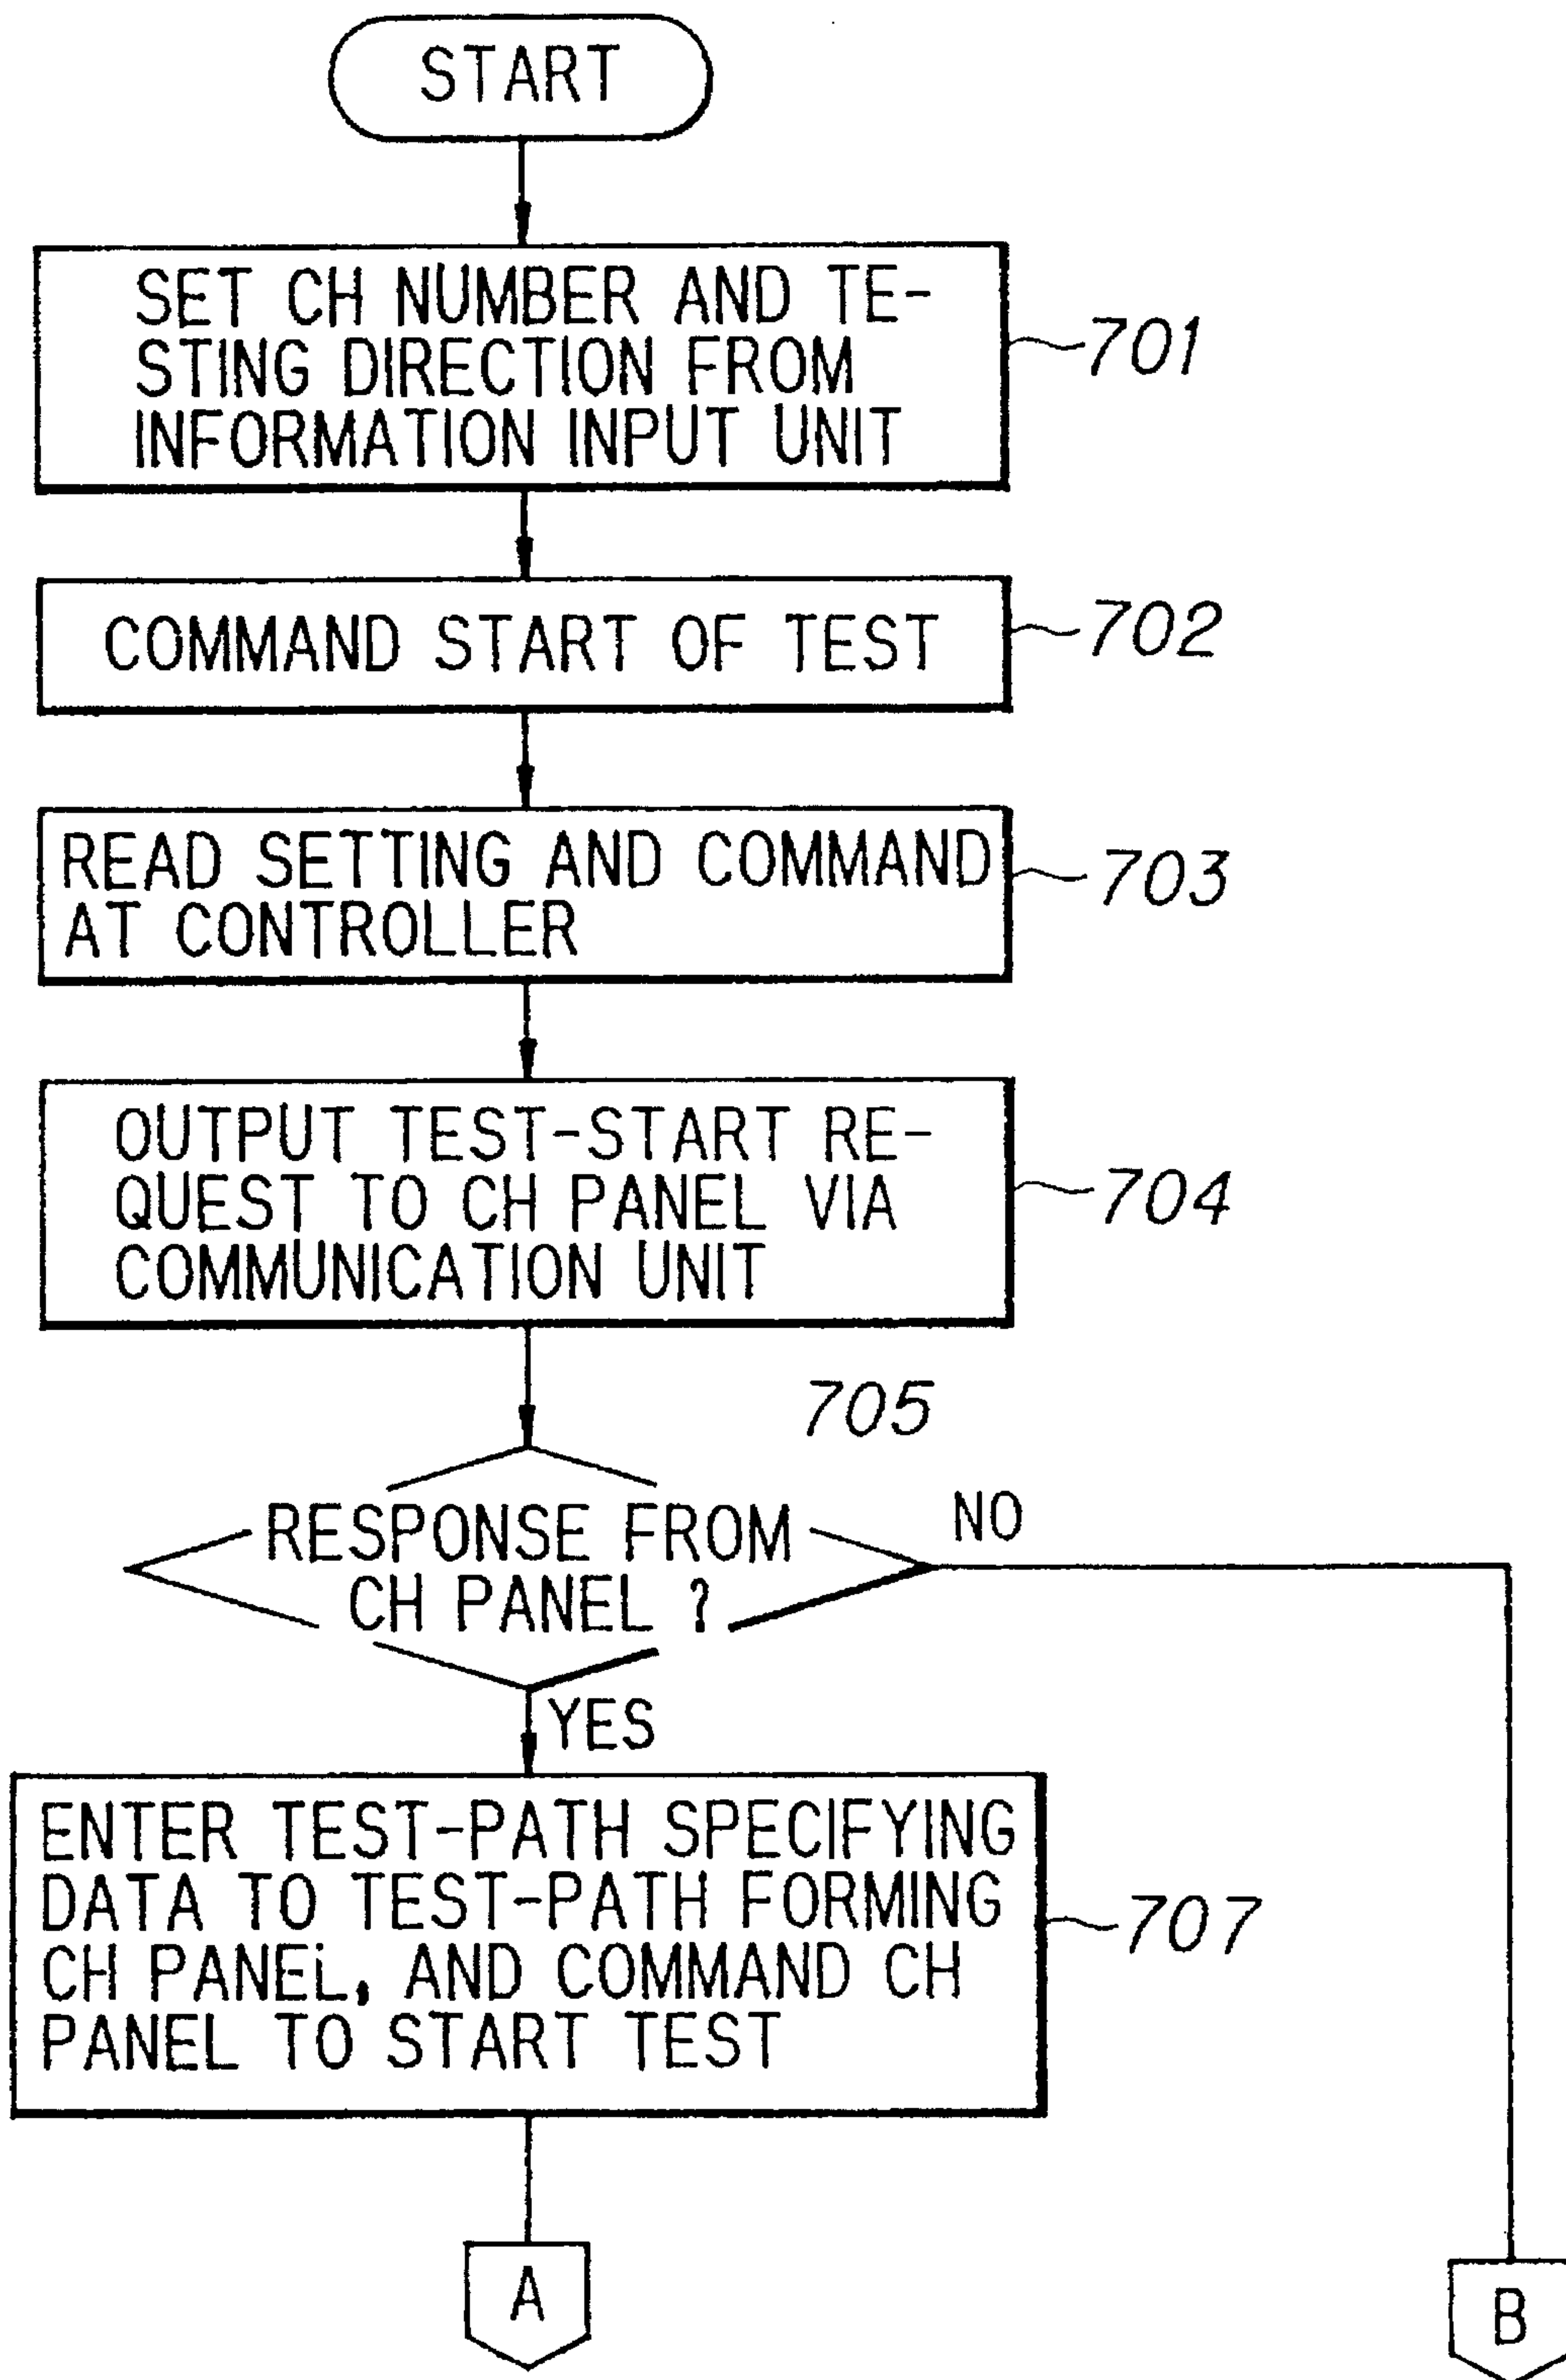 START
SET CH NUMBER AND TE-
STING DIRECTION FROM
INFORMATION INPUT UNIT
701
COMMAND START OF TEST
702
READ SETTING AND COMMAND
AT CONTROLLER
703
OUTPUT TEST-START RE-
QUEST TO CH PANEL VIA
COMMUNICATION UNIT
704
705
RESPONSE FROM
CH PANEL ?
NO
YES
ENTER TEST-PATH SPECIFYING
DATA TO TEST-PATH FORMING
CH PANEL, AND COMMAND CH
PANEL TO START TEST
707
A
B